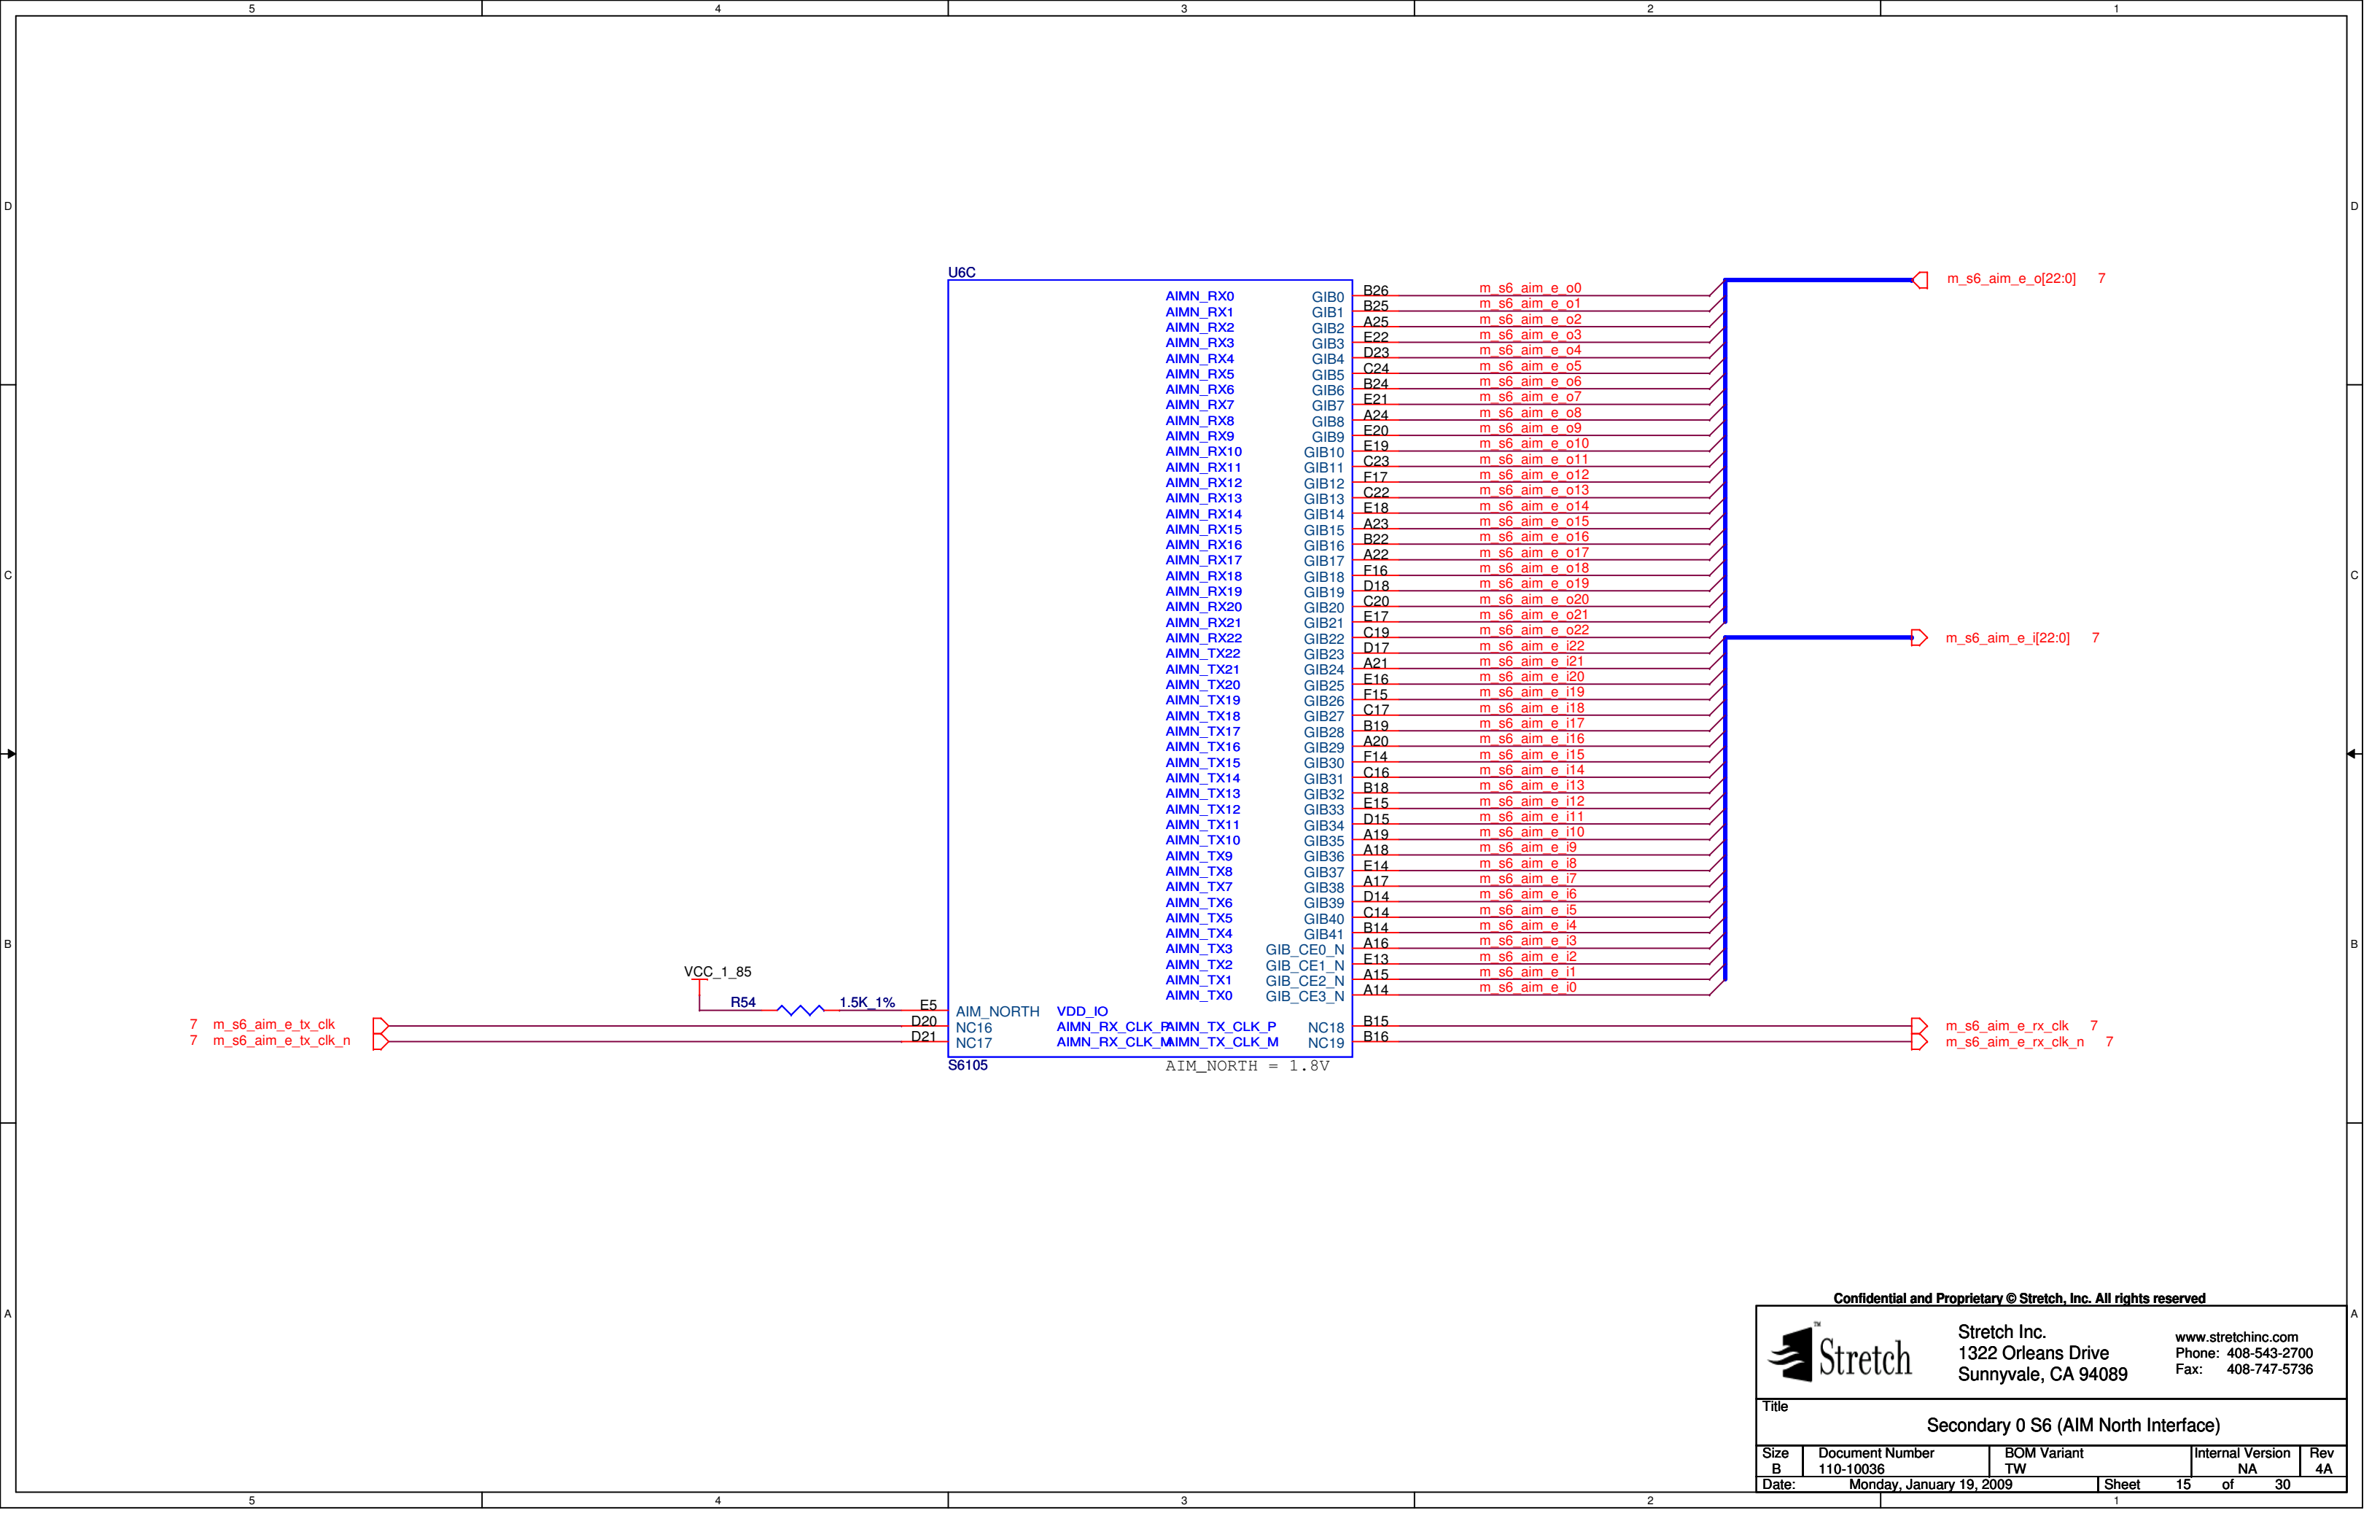 5 4 3 2 1
D D
C C
B B
A A
U6C
AIMN_RX0 GIB0 B26 m_s6_aim_e_o0
AIMN_RX1 GIB1 B25 m_s6_aim_e_o1
AIMN_RX2 GIB2 A25 m_s6_aim_e_o2
AIMN_RX3 GIB3 E22 m_s6_aim_e_o3
AIMN_RX4 GIB4 D23 m_s6_aim_e_o4
AIMN_RX5 GIB5 C24 m_s6_aim_e_o5
AIMN_RX6 GIB6 B24 m_s6_aim_e_o6
AIMN_RX7 GIB7 E21 m_s6_aim_e_o7
AIMN_RX8 GIB8 A24 m_s6_aim_e_o8
AIMN_RX9 GIB9 E20 m_s6_aim_e_o9
AIMN_RX10 GIB10 E19 m_s6_aim_e_o10
AIMN_RX11 GIB11 C23 m_s6_aim_e_o11
AIMN_RX12 GIB12 F17 m_s6_aim_e_o12
AIMN_RX13 GIB13 C22 m_s6_aim_e_o13
AIMN_RX14 GIB14 E18 m_s6_aim_e_o14
AIMN_RX15 GIB15 A23 m_s6_aim_e_o15
AIMN_RX16 GIB16 B22 m_s6_aim_e_o16
AIMN_RX17 GIB17 A22 m_s6_aim_e_o17
AIMN_RX18 GIB18 F16 m_s6_aim_e_o18
AIMN_RX19 GIB19 D18 m_s6_aim_e_o19
AIMN_RX20 GIB20 C20 m_s6_aim_e_o20
AIMN_RX21 GIB21 E17 m_s6_aim_e_o21
AIMN_RX22 GIB22 C19 m_s6_aim_e_o22
AIMN_TX22 GIB23 D17 m_s6_aim_e_i22
AIMN_TX21 GIB24 A21 m_s6_aim_e_i21
AIMN_TX20 GIB25 E16 m_s6_aim_e_i20
AIMN_TX19 GIB26 F15 m_s6_aim_e_i19
AIMN_TX18 GIB27 C17 m_s6_aim_e_i18
AIMN_TX17 GIB28 B19 m_s6_aim_e_i17
AIMN_TX16 GIB29 A20 m_s6_aim_e_i16
AIMN_TX15 GIB30 F14 m_s6_aim_e_i15
AIMN_TX14 GIB31 C16 m_s6_aim_e_i14
AIMN_TX13 GIB32 B18 m_s6_aim_e_i13
AIMN_TX12 GIB33 E15 m_s6_aim_e_i12
AIMN_TX11 GIB34 D15 m_s6_aim_e_i11
AIMN_TX10 GIB35 A19 m_s6_aim_e_i10
AIMN_TX9 GIB36 A18 m_s6_aim_e_i9
AIMN_TX8 GIB37 E14 m_s6_aim_e_i8
AIMN_TX7 GIB38 A17 m_s6_aim_e_i7
AIMN_TX6 GIB39 D14 m_s6_aim_e_i6
AIMN_TX5 GIB40 C14 m_s6_aim_e_i5
AIMN_TX4 GIB41 B14 m_s6_aim_e_i4
AIMN_TX3 GIB_CE0_N A16 m_s6_aim_e_i3
AIMN_TX2 GIB_CE1_N E13 m_s6_aim_e_i2
AIMN_TX1 GIB_CE2_N A15 m_s6_aim_e_i1
AIMN_TX0 GIB_CE3_N A14 m_s6_aim_e_i0
m_s6_aim_e_o[22:0] 7
m_s6_aim_e_i[22:0] 7
VCC_1_85
R54 1.5K_1% E5 AIM_NORTH VDD_IO
7 m_s6_aim_e_tx_clk D20 NC16 AIMN_RX_CLK_P AIMN_TX_CLK_P NC18 B15 m_s6_aim_e_rx_clk 7
7 m_s6_aim_e_tx_clk_n D21 NC17 AIMN_RX_CLK_M AIMN_TX_CLK_M NC19 B16 m_s6_aim_e_rx_clk_n 7
S6105 AIM_NORTH = 1.8V
Confidential and Proprietary © Stretch, Inc. All rights reserved
Stretch™
Stretch Inc.
1322 Orleans Drive
Sunnyvale, CA 94089
www.stretchinc.com
Phone: 408-543-2700
Fax: 408-747-5736
Title
Secondary 0 S6 (AIM North Interface)
Size Document Number BOM Variant Internal Version Rev
B 110-10036 TW NA 4A
Date: Monday, January 19, 2009 Sheet 15 of 30
5 4 3 2 1